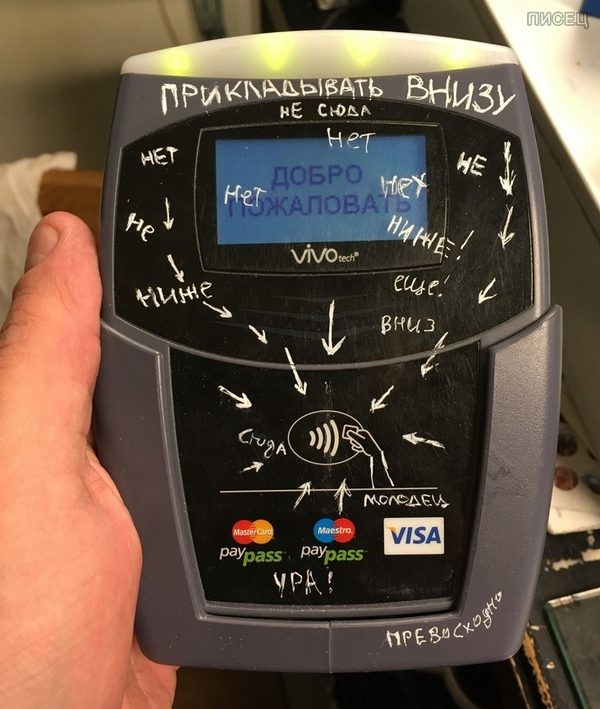 ПИСЕЦ
ПРИКЛАДЫВАТЬ ВНИЗУ
НЕ СЮДА
НЕТ
НЕТ
НЕ
ДОБРО
НЕТ
НЕТ
ПОЖАЛОВАТЬ
Не
НИЖЕ!
ViVOtech®
НИЖЕ
ЕЩЕ!
ВНИЗ
СЮДА
МОЛОДЕЦ
MasterCard
Maestro
VISA
paypass
paypass
УРА!
ПРЕВОСХОДНО